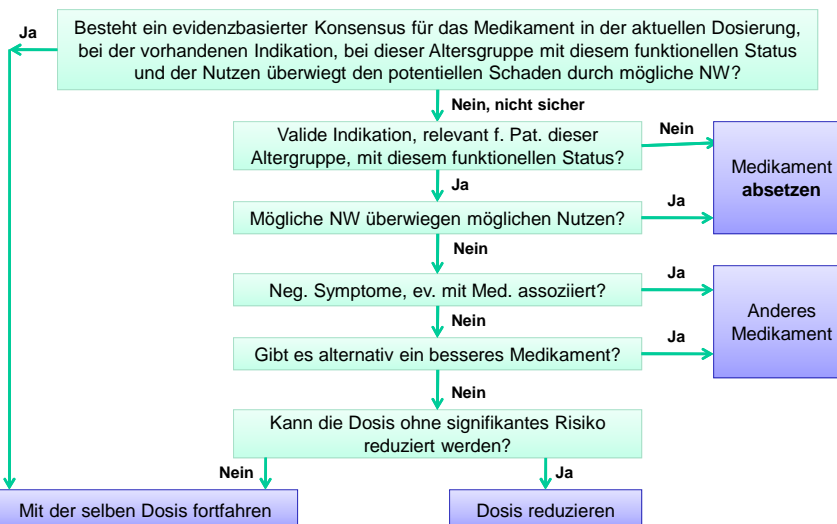 Ja
Besteht ein evidenzbasierter Konsensus für das Medikament in der aktuellen Dosierung,
bei der vorhandenen Indikation, bei dieser Altersgruppe mit diesem funktionellen Status
und der Nutzen überwiegt den potentiellen Schaden durch mögliche NW?
Nein, nicht sicher
Valide Indikation, relevant f. Pat. dieser
Altergruppe, mit diesem funktionellen Status?
Nein
Medikament
absetzen
Ja
Mögliche NW überwiegen möglichen Nutzen?
Ja
Nein
Neg. Symptome, ev. mit Med. assoziiert?
Ja
Anderes
Medikament
Nein
Gibt es alternativ ein besseres Medikament?
Ja
Nein
Kann die Dosis ohne signifikantes Risiko
reduziert werden?
Nein
Ja
Mit der selben Dosis fortfahren
Dosis reduzieren